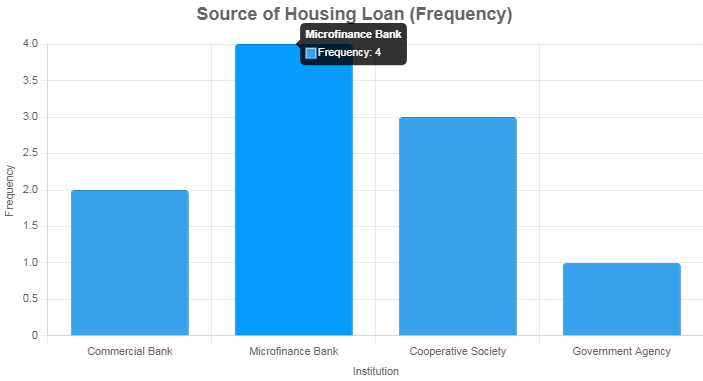 Source of Housing Loan (Frequency)
Microfinance Bank
Frequency: 4
4.0
3.5
3.0
2.5
2.0
1.5
1.0
0.5
0
Frequency
Commercial Bank
Microfinance Bank
Cooperative Society
Government Agency
Institution